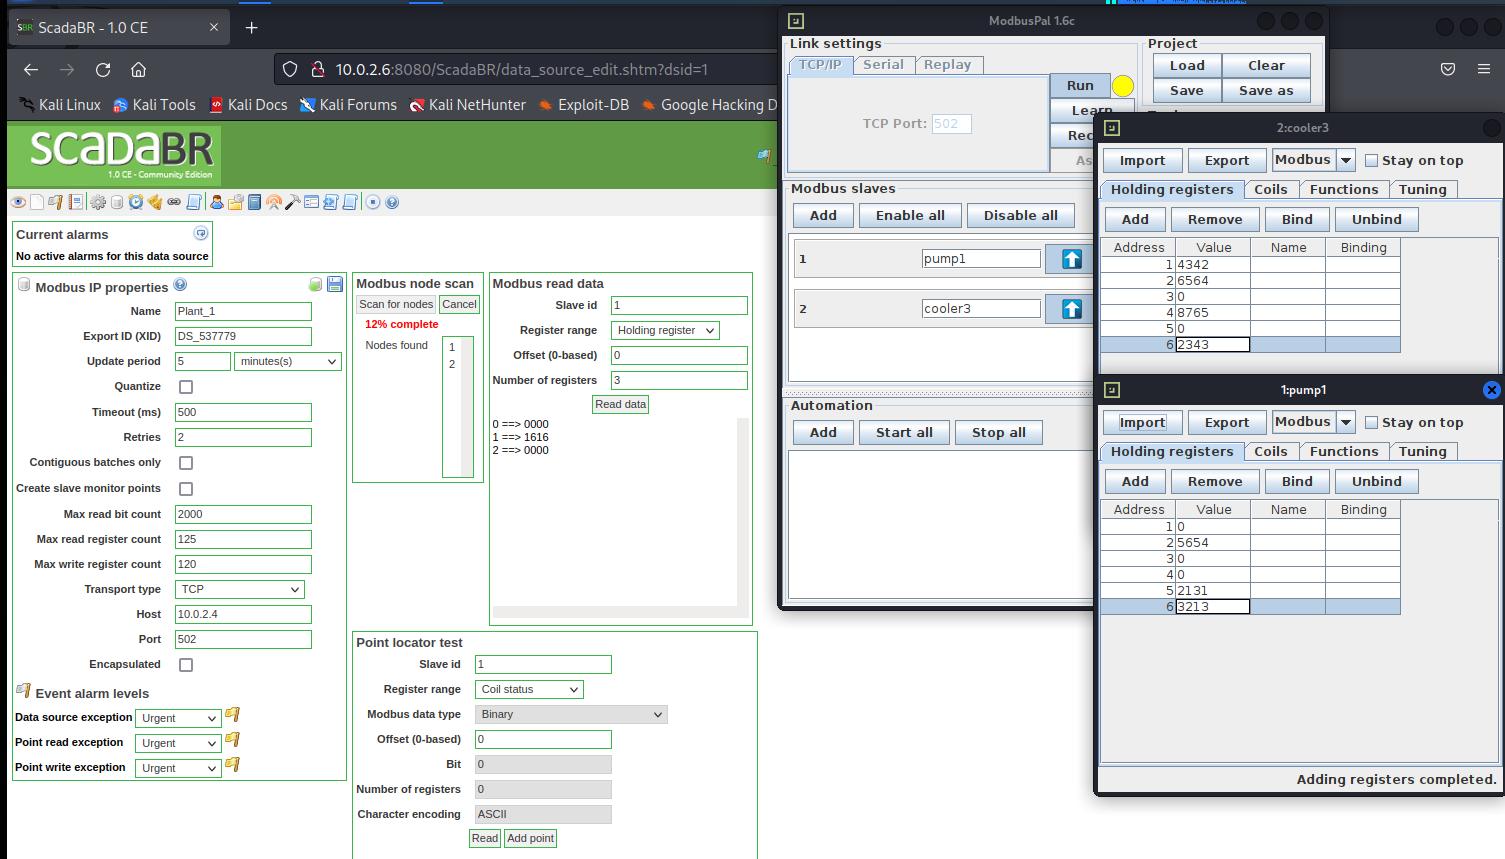 ScadaBR - 1.0 CE
10.0.2.6:8080/ScadaBR/data_source_edit.shtm?dsid=1
Kali Linux Kali Tools Kali Docs Kali Forums Kali NetHunter Exploit-DB Google Hacking D
SCADABR
1.0 CE - Community Edition
Current alarms
No active alarms for this data source
Modbus IP properties
Name Plant_1
Export ID (XID) DS_537779
Update period 5 minutes(s)
Quantize
Timeout (ms) 500
Retries 2
Contiguous batches only
Create slave monitor points
Max read bit count 2000
Max read register count 125
Max write register count 120
Transport type TCP
Host 10.0.2.4
Port 502
Encapsulated
Event alarm levels
Data source exception Urgent
Point read exception Urgent
Point write exception Urgent
Modbus node scan
Scan for nodes Cancel
12% complete
Nodes found 1
2
Modbus read data
Slave id 1
Register range Holding register
Offset (0-based) 0
Number of registers 3
Read data
0 ==> 0000
1 ==> 1616
2 ==> 0000
Point locator test
Slave id 1
Register range Coil status
Modbus data type Binary
Offset (0-based) 0
Bit 0
Number of registers 0
Character encoding ASCII
Read Add point
ModbusPal 1.6c
Link settings
TCP/IP Serial Replay
TCP Port: 502
Run
Learn
Rec
As
Project
Load Clear
Save Save as
Modbus slaves
Add Enable all Disable all
1 pump1
2 cooler3
Automation
Add Start all Stop all
2:cooler3
Import Export Modbus Stay on top
Holding registers Coils Functions Tuning
Add Remove Bind Unbind
Address Value Name Binding
1 4342
2 6564
3 0
4 8765
5 0
6 2343
1:pump1
Import Export Modbus Stay on top
Holding registers Coils Functions Tuning
Add Remove Bind Unbind
Address Value Name Binding
1 0
2 5654
3 0
4 0
5 2131
6 3213
Adding registers completed.